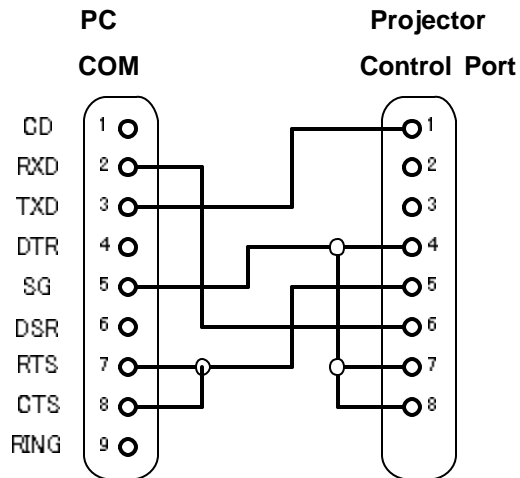 PC Projector
COM Control Port
CD 1 1
RXD 2 2
TXD 3 3
DTR 4 4
SG 5 5
DSR 6 6
RTS 7 7
CTS 8 8
RING 9